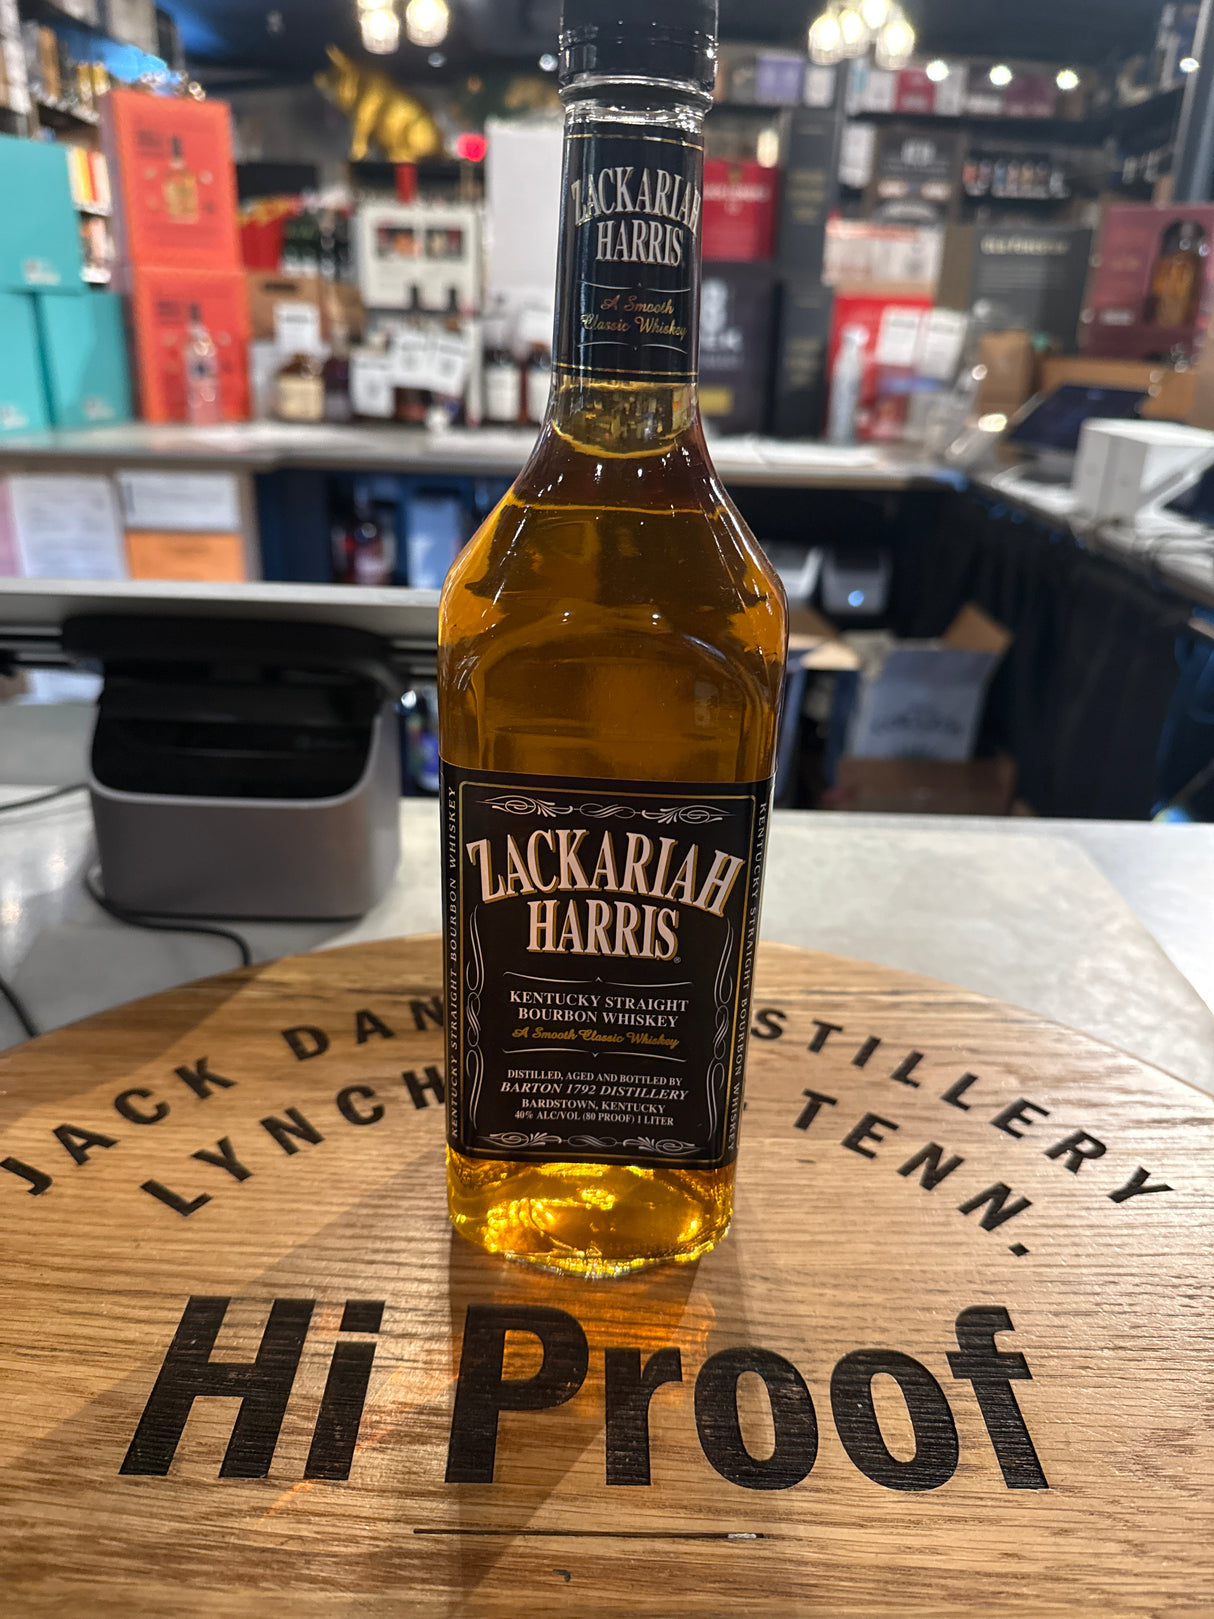 ZACKARIAH
HARRIS
A Smooth
Classic Whiskey
ZACKARIAH
HARRIS®
KENTUCKY STRAIGHT
BOURBON WHISKEY
A Smooth Classic Whiskey
DISTILLED, AGED AND BOTTLED BY
BARTON 1792 DISTILLERY
BARDSTOWN, KENTUCKY
40% ALC/VOL (80 PROOF) 1 LITER
KENTUCKY STRAIGHT BOURBON WHISKEY
KENTUCKY STRAIGHT BOURBON WHISKEY
JACK DAN STILLERY
LYNCH TENN.
Hi Proof